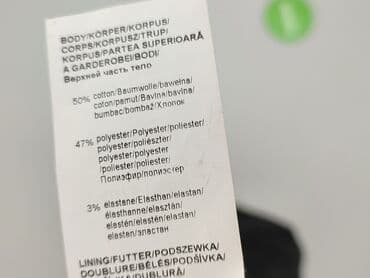 BODY/KÖRPER/KORPUS/
CORPS/KORPUSZ/TRUP/
KORPUS/PARTEA SUPERIOARĂ
A GARDEROBEI/BODI/
Верхней часть тело
50% cotton/Baumwolle/bawełna/
coton/pamut/Bavlna/bavlna/
bumbac/bombaž/Хлопок
47% polyester/Polyester/poliester/
polyester/poliészter/
polyester/polyester
/poliester/poliester/
Полиэфир/полиэстер
3% elastane/Elasthan/elastan/
élasthanne/elasztán/
elastén/elastén/elastan/
elastan/эластан
LINING/FUTTER/PODSZEWKA/
DOUBLURE/BÉLÉS/PODŠÍVKA/